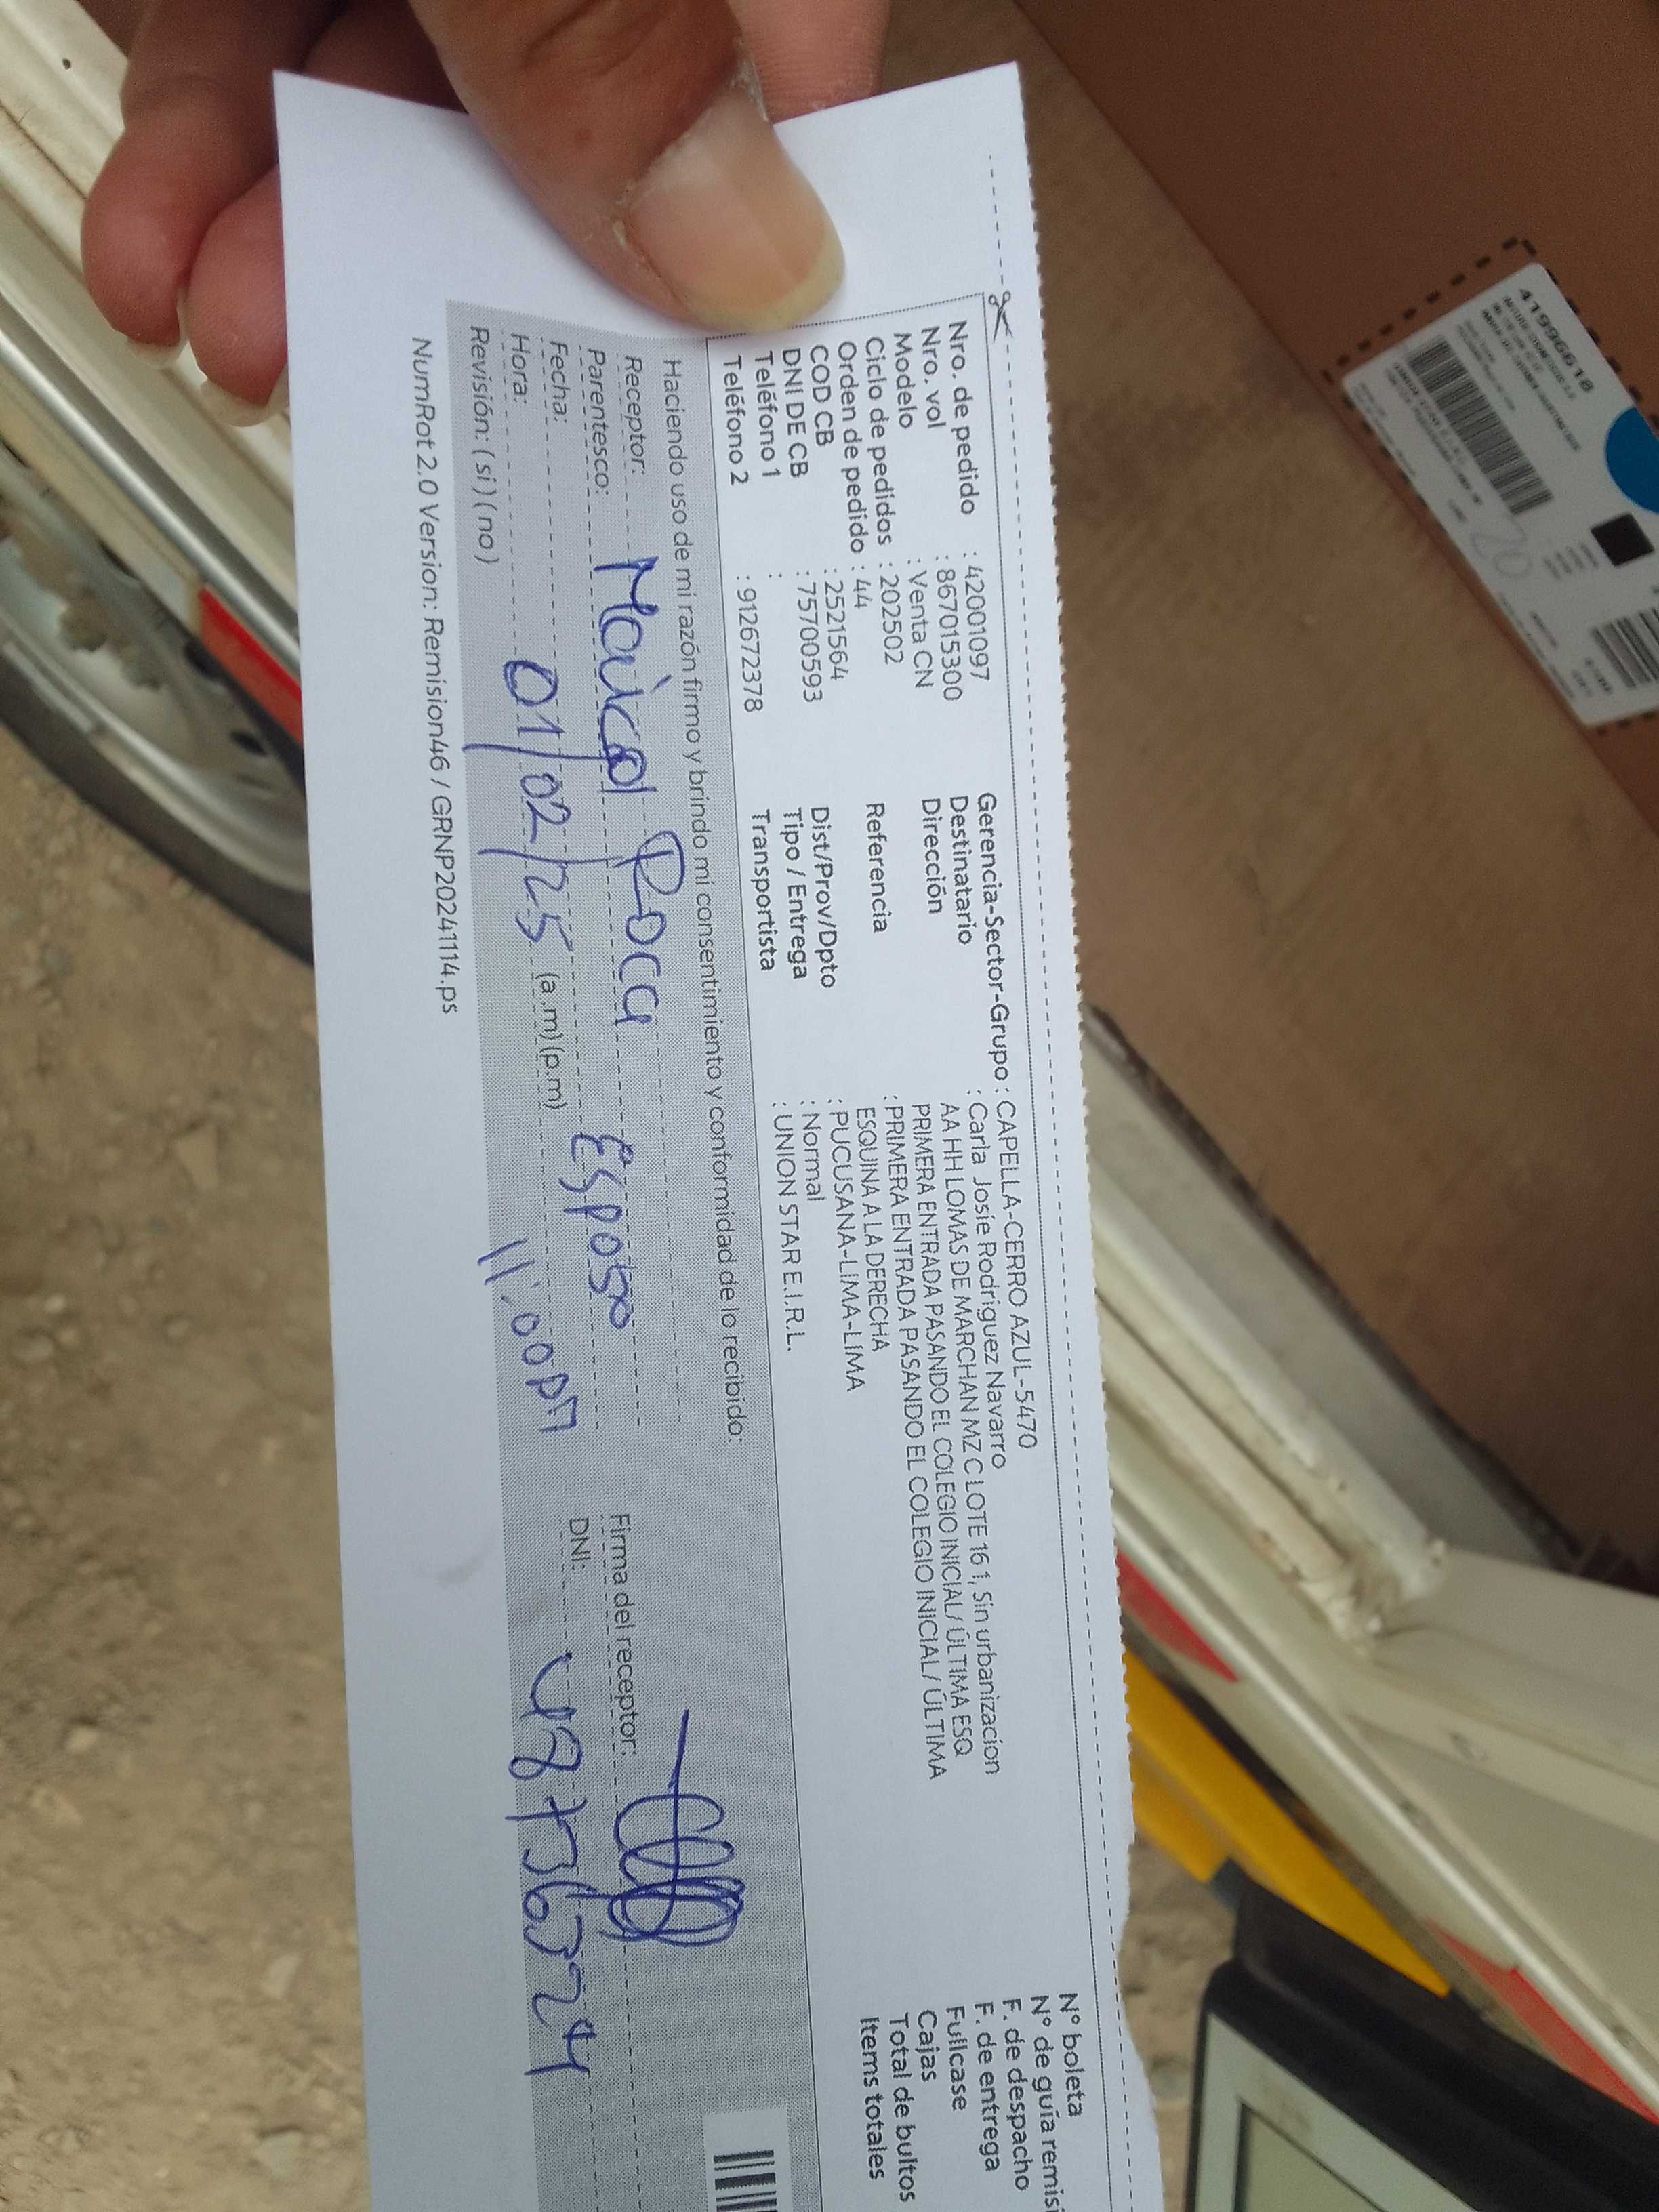 Nro. de pedido : 42001097
Nro. vol : 867015300
Modelo : Venta CN
Ciclo de pedidos : 202502
Orden de pedido : 44
COD CB : 2521564
DNI DE CB : 75700593
Teléfono 1 :
Teléfono 2 : 912672378
Gerencia-Sector-Grupo : CAPELLA-CERRO AZUL-5470
Destinatario : Carla Josie Rodriguez Navarro
Dirección AA HH LOMAS DE MARCHAN MZ C LOTE 16 1, Sin urbanizacion
PRIMERA ENTRADA PASANDO EL COLEGIO INICIAL/ ÚLTIMA ESQ
Referencia : PRIMERA ENTRADA PASANDO EL COLEGIO INICIAL/ ÚLTIMA
ESQUINA A LA DERECHA
Dist/Prov/Dpto : PUCUSANA-LIMA-LIMA
Tipo / Entrega : Normal
Transportista : UNION STAR E.I.R.L.
N° boleta
N° de guía remisi
F. de despacho
F. de entrega
Fullcase
Cajas
Total de bultos
Items totales
Haciendo uso de mi razón firmo y brindo mi consentimiento y conformidad de lo recibido:
Receptor: Maicol Roca
Parentesco: Esposo
Fecha: 01/02/25
Hora: (a.m) (p.m) 11:00 pm
Revisión: ( si ) ( no )
Firma del receptor:
DNI: 48736324
NumRot 2.0 Version: Remision46 / GRNP20241114.ps
41996618